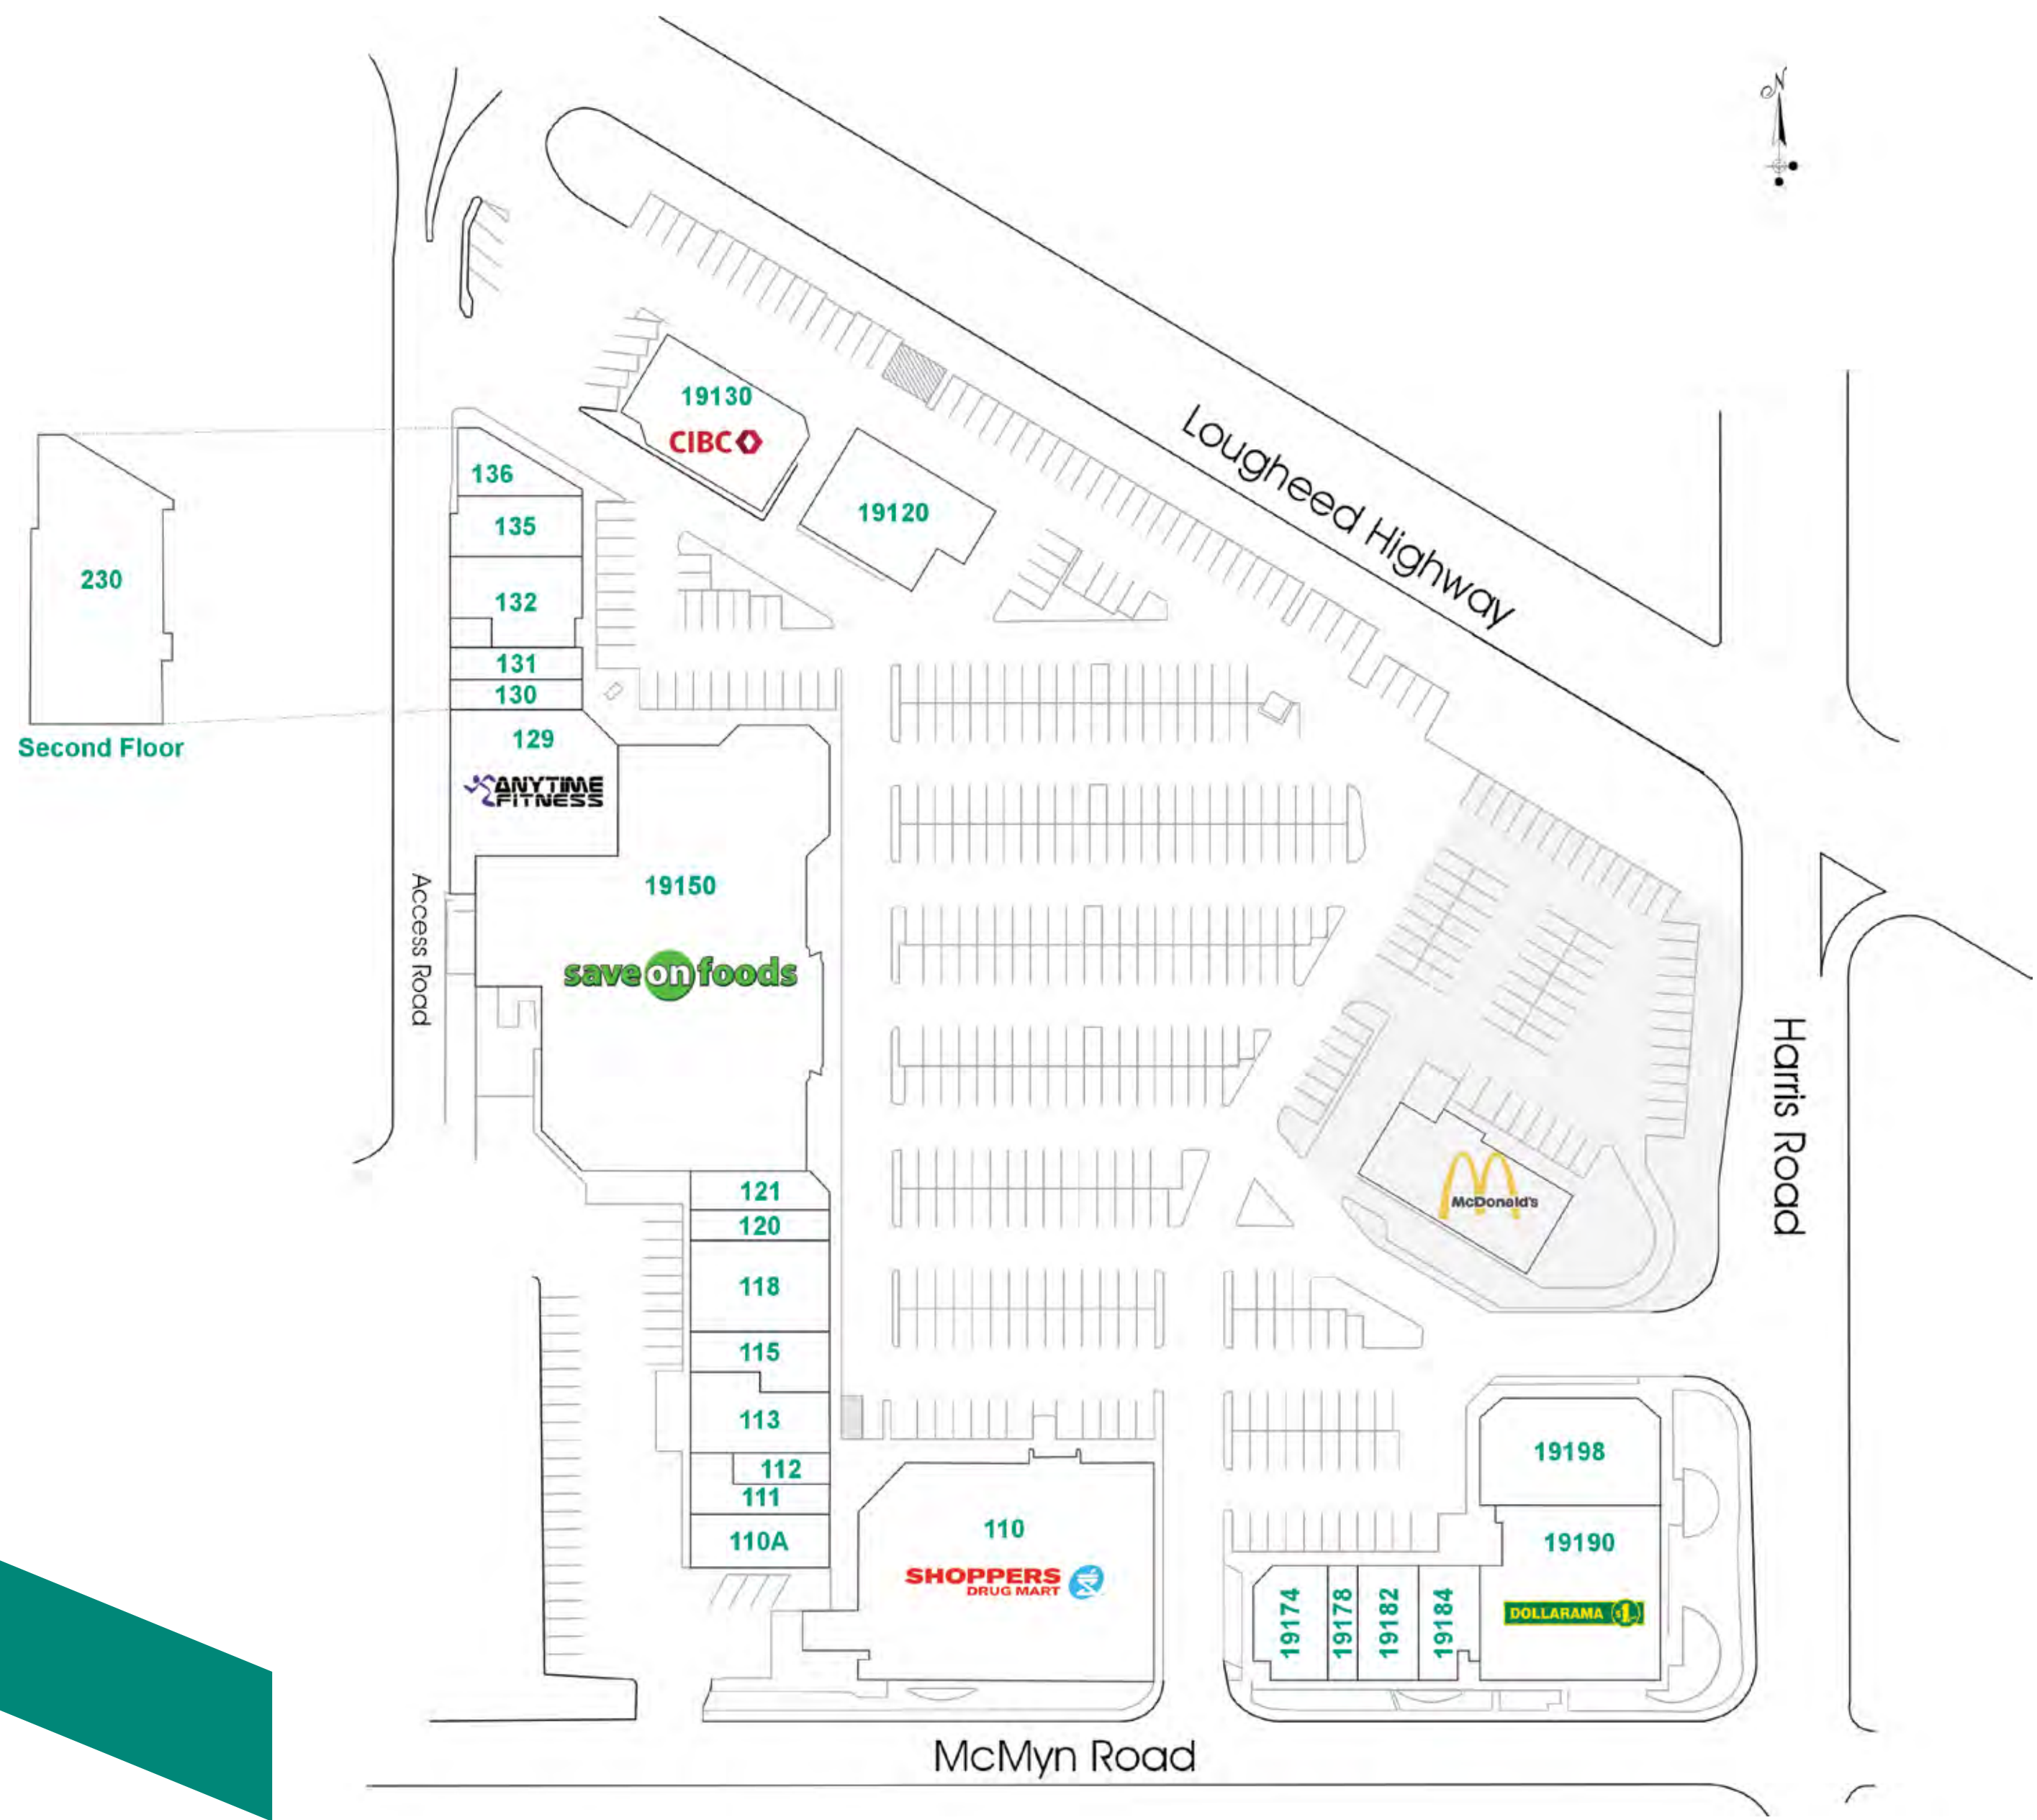 N
Lougheed Highway
19130
CIBC
19120
136
135
132
131
130
230
Second Floor
129
ANYTIME
FITNESS
19150
save on foods
Access Road
Harris Road
McDonald's
121
120
118
115
113
112
111
110A
110
SHOPPERS
DRUG MART
19198
19190
DOLLARAMA $1
19174
19178
19182
19184
McMyn Road